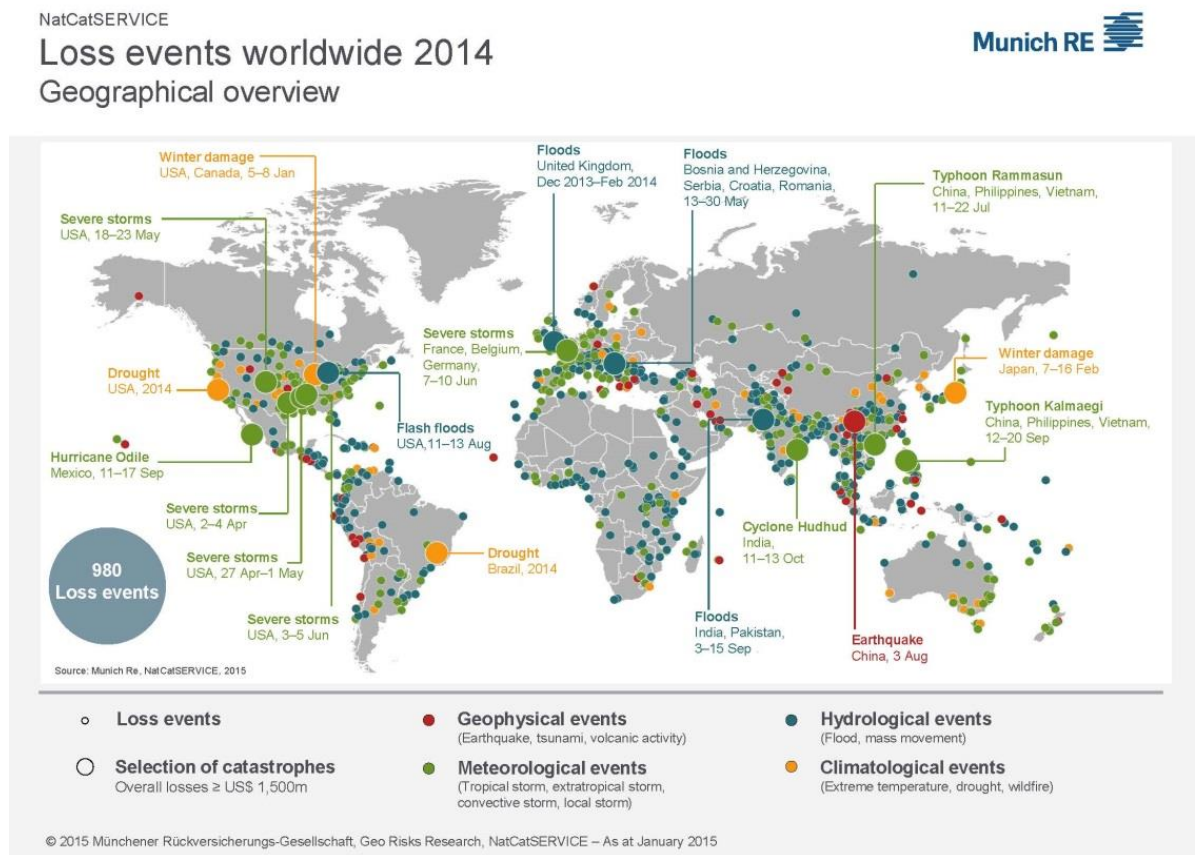 NatCatSERVICE
Loss events worldwide 2014
Geographical overview
Munich RE
Winter damage
USA, Canada, 5–8 Jan
Floods
United Kingdom,
Dec 2013–Feb 2014
Floods
Bosnia and Herzegovina,
Serbia, Croatia, Romania,
13–30 May
Typhoon Rammasun
China, Philippines, Vietnam,
11–22 Jul
Severe storms
USA, 18–23 May
Severe storms
France, Belgium,
Germany,
7–10 Jun
Winter damage
Japan, 7–16 Feb
Drought
USA, 2014
Typhoon Kalmaegi
China, Philippines, Vietnam,
12–20 Sep
Flash floods
USA,11–13 Aug
Hurricane Odile
Mexico, 11–17 Sep
Severe storms
USA, 2–4 Apr
Cyclone Hudhud
India,
11–13 Oct
Severe storms
USA, 27 Apr–1 May
Drought
Brazil, 2014
980
Loss events
Severe storms
USA, 3–5 Jun
Floods
India, Pakistan,
3–15 Sep
Earthquake
China, 3 Aug
Source: Munich Re, NatCatSERVICE, 2015
Loss events
Selection of catastrophes
Overall losses ≥ US$ 1,500m
Geophysical events
(Earthquake, tsunami, volcanic activity)
Meteorological events
(Tropical storm, extratropical storm,
convective storm, local storm)
Hydrological events
(Flood, mass movement)
Climatological events
(Extreme temperature, drought, wildfire)
© 2015 Münchener Rückversicherungs-Gesellschaft, Geo Risks Research, NatCatSERVICE – As at January 2015